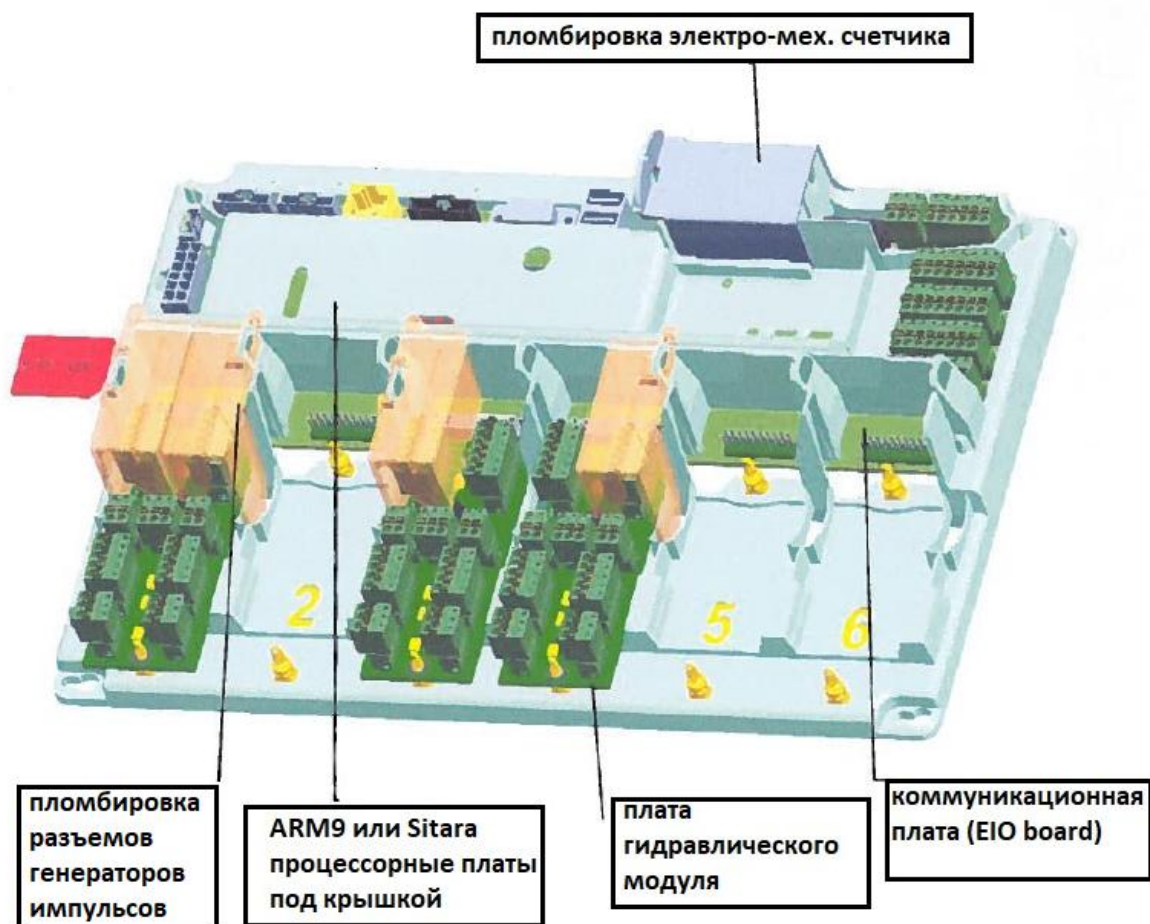 пломбировка электро-мех. счетчика
2
5
6
пломбировка
разъемов
генераторов
импульсов
ARM9 или Sitara
процессорные платы
под крышкой
плата
гидравлического
модуля
коммуникационная
плата (EIO board)